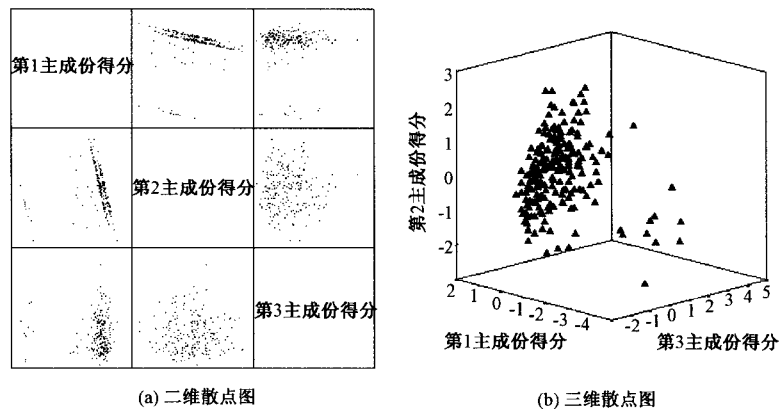 第1主成份得分
第2主成份得分
第3主成份得分
(a) 二维散点图
第2主成份得分
3
2
1
0
-1
-2
2 1 0 -1 -2 -3 -4
-2 -1 0 1 2 3 4 5
第1主成份得分
第3主成份得分
(b) 三维散点图